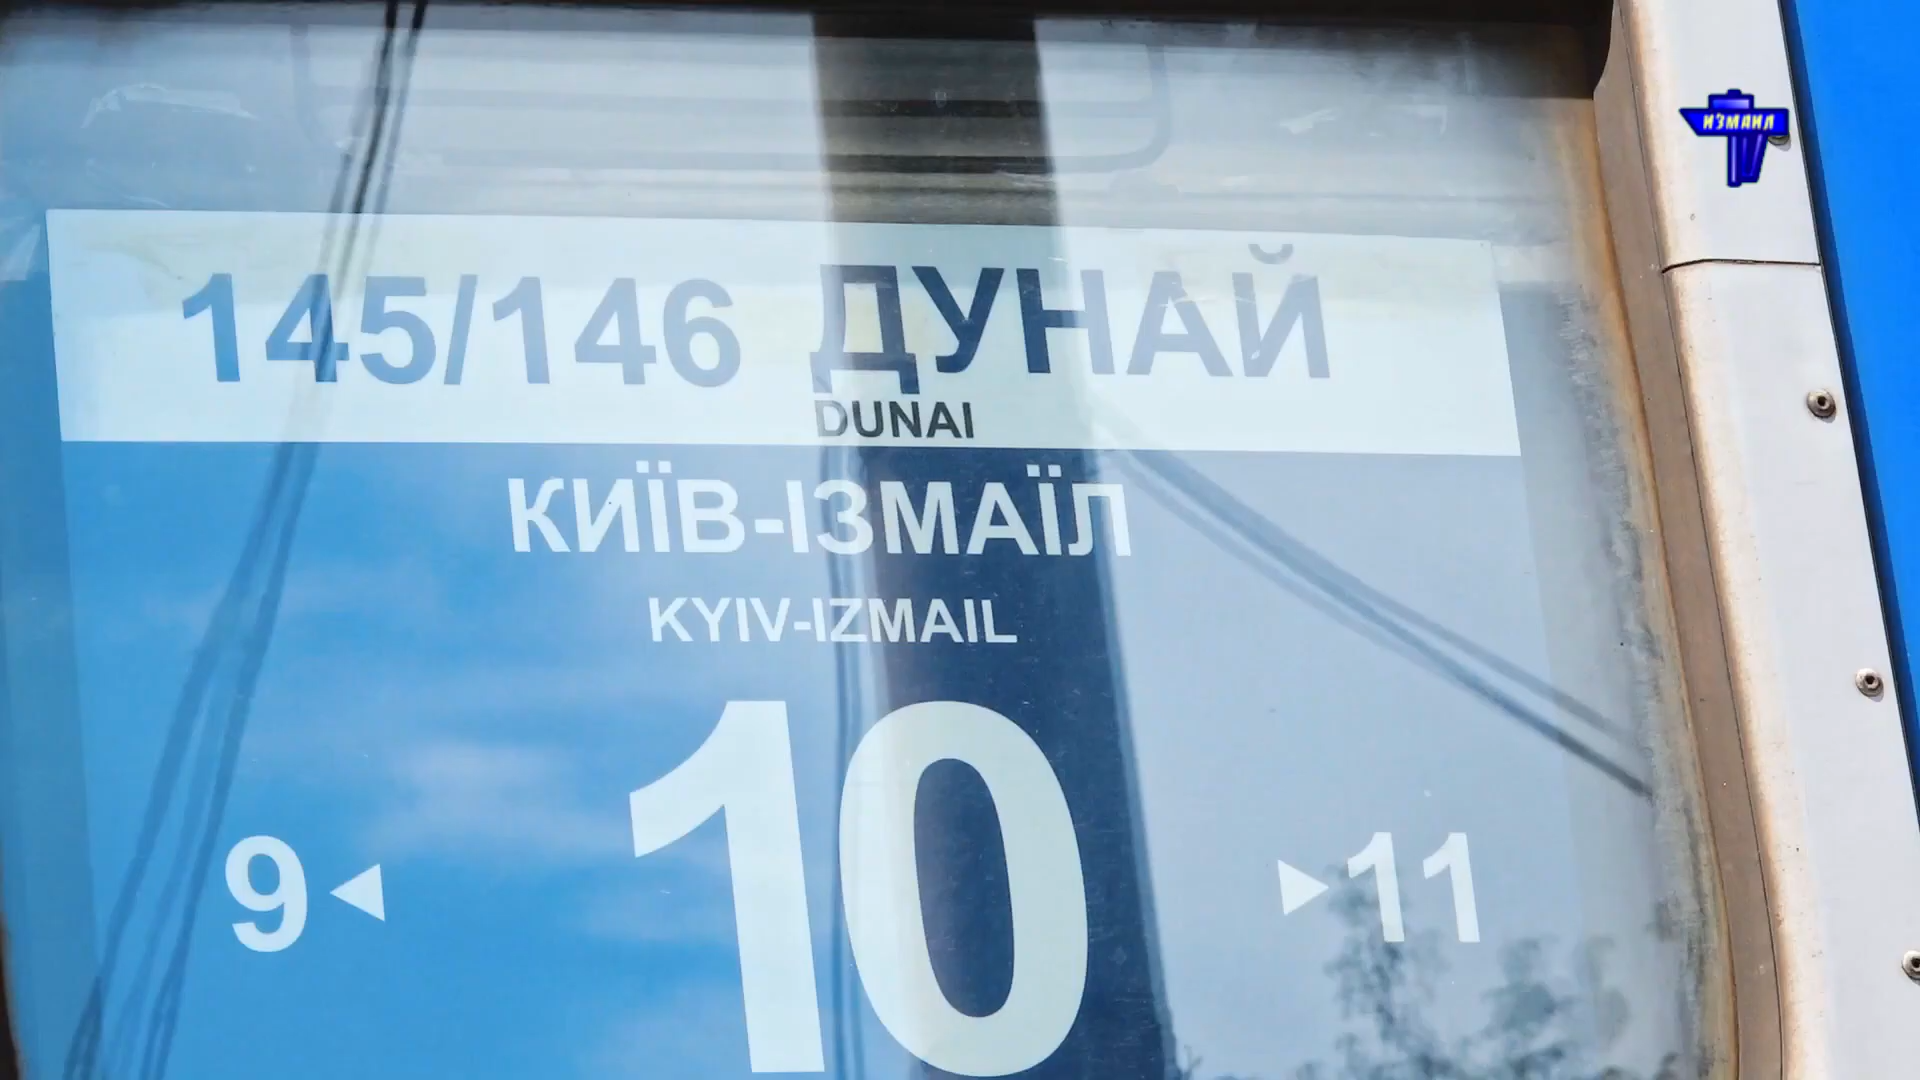 ИЗМАИЛ
145/146 ДУНАЙ
DUNAI
КИЇВ-ІЗМАЇЛ
KYIV-IZMAIL
10
9 ◀ ▶ 11